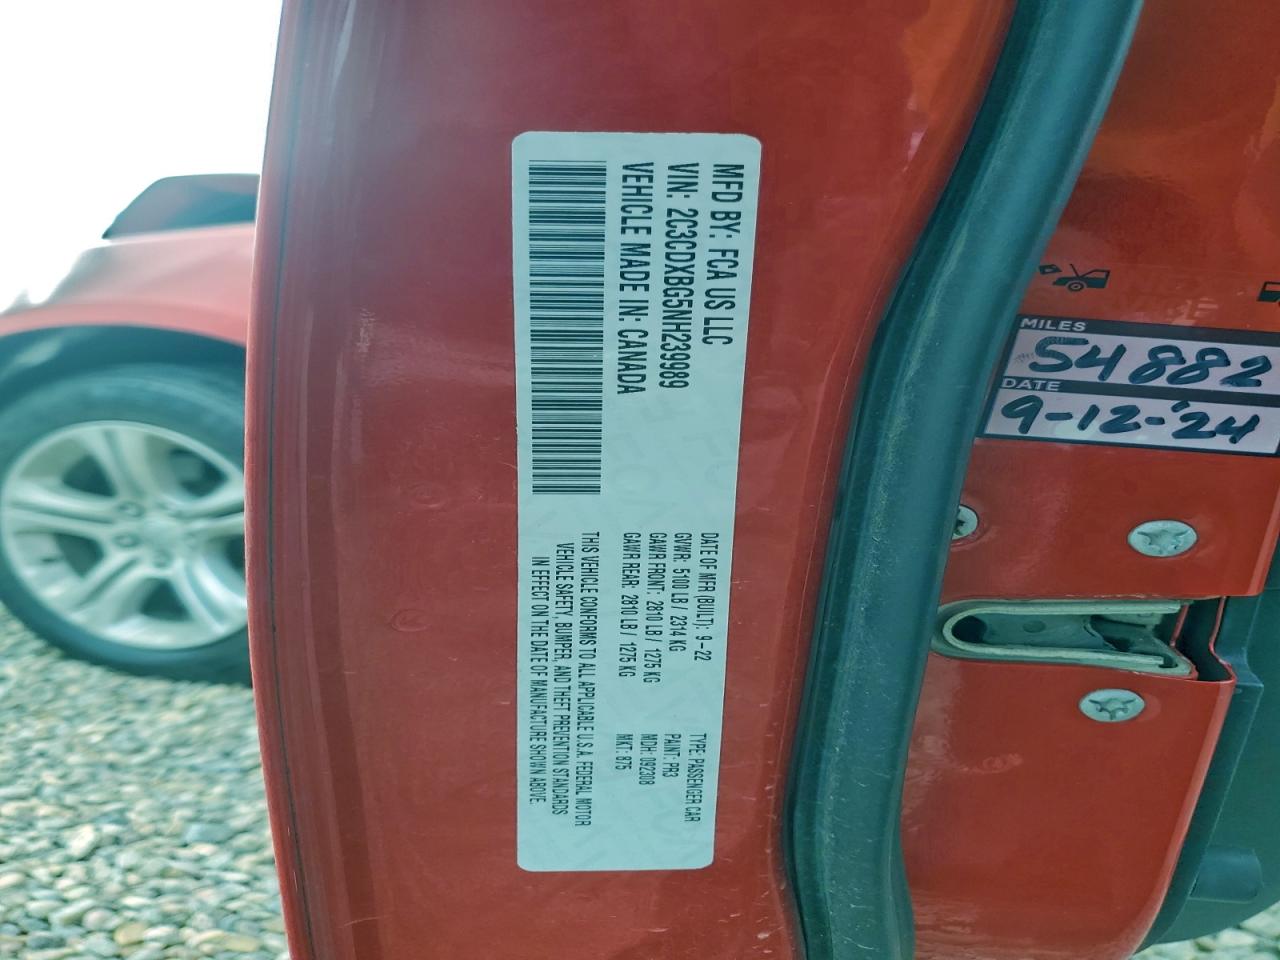 MFD BY: FCA US LLC
VIN: 2C3CDXBG5NH239989
VEHICLE MADE IN: CANADA
DATE OF MFR (BUILT): 9-22
GVWR: 5100 LB / 2314 KG
GAWR FRONT: 2810 LB / 1275 KG
GAWR REAR: 2810 LB / 1275 KG
TYPE: PASSENGER CAR
PAINT: PR3
MDH: 092308
MKT: 875
THIS VEHICLE CONFORMS TO ALL APPLICABLE U.S.A. FEDERAL MOTOR
VEHICLE SAFETY, BUMPER, AND THEFT PREVENTION STANDARDS
IN EFFECT ON THE DATE OF MANUFACTURE SHOWN ABOVE.
MILES
54882
DATE
9-12-'24